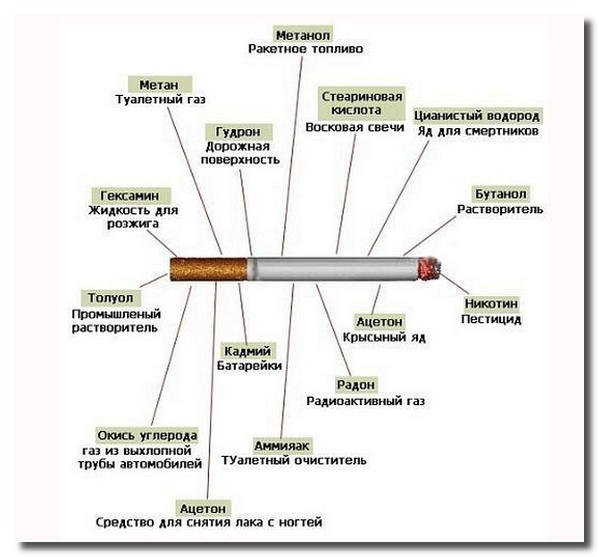 Метанол
Ракетное топливо
Метан
Туалетный газ
Стеариновая
кислота
Восковая свечи
Цианистый водород
Яд для смертников
Гудрон
Дорожная
поверхность
Гексамин
Жидкость для
розжига
Бутанол
Растворитель
Толуол
Промышленый
растворитель
Никотин
Пестицид
Ацетон
Крысыный яд
Кадмий
Батарейки
Радон
Радиоактивный газ
Окись углерода
газ из выхлопной
трубы автомобилей
Аммияак
ТУалетный очиститель
Ацетон
Средство для снятия лака с ногтей